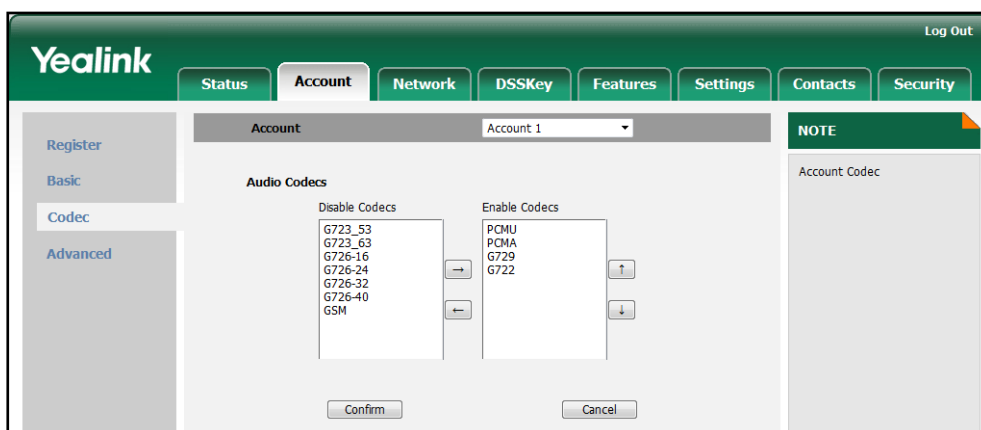 Log Out
Yealink
Status Account Network DSSKey Features Settings Contacts Security
Register
Basic
Codec
Advanced
Account Account 1
Audio Codecs
Disable Codecs
G723_53
G723_63
G726-16
G726-24
G726-32
G726-40
GSM
→
←
Enable Codecs
PCMU
PCMA
G729
G722
↑
↓
Confirm Cancel
NOTE
Account Codec